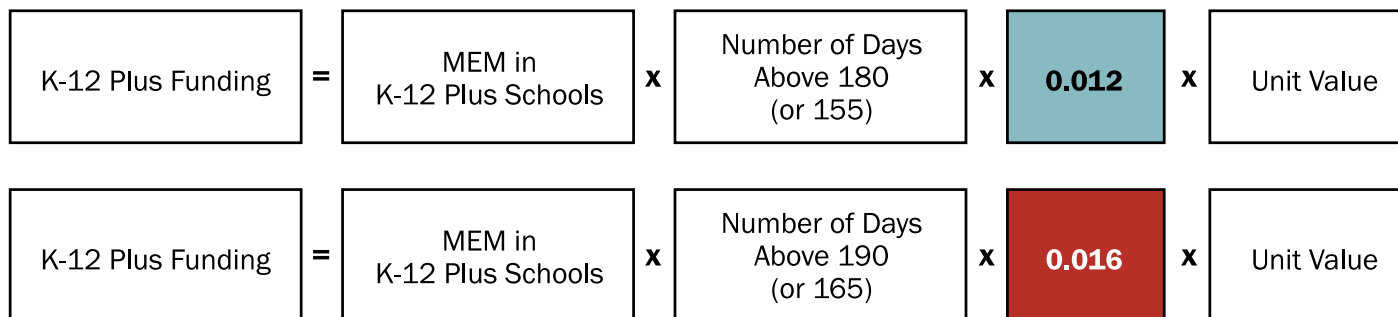 K-12 Plus Funding = MEM in K-12 Plus Schools x Number of Days Above 180 (or 155) x 0.012 x Unit Value
K-12 Plus Funding = MEM in K-12 Plus Schools x Number of Days Above 190 (or 165) x 0.016 x Unit Value